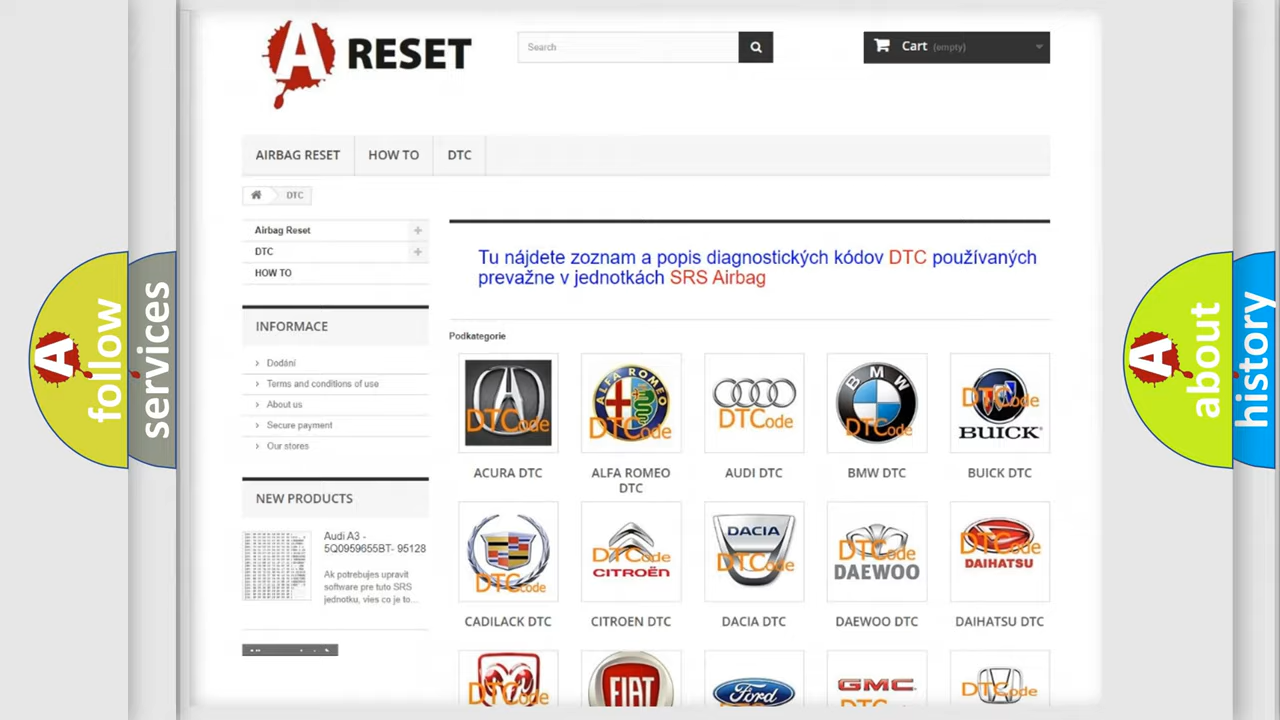 A RESET
Search
Cart (empty)
AIRBAG RESET
HOW TO
DTC
DTC
Airbag Reset
DTC
HOW TO
INFORMACE
Dodání
Terms and conditions of use
About us
Secure payment
Our stores
NEW PRODUCTS
Audi A3 -
5Q0959655BT- 95128
Ak potrebujes upravit
software pre tuto SRS
jednotku, vies co je to...
Tu nájdete zoznam a popis diagnostických kódov DTC používaných
prevažne v jednotkách SRS Airbag
Podkategorie
DTCode
ALFA ROMEO
DTCode
DTCode
BMW
DTCode
DTCode
BUICK
ACURA DTC
ALFA ROMEO
DTC
AUDI DTC
BMW DTC
BUICK DTC
DTCode
DTCode
CITROËN
DACIA
DTCode
DTCode
DAEWOO
DTCode
DAIHATSU
CADILACK DTC
CITROEN DTC
DACIA DTC
DAEWOO DTC
DAIHATSU DTC
DTCode
FIAT
Ford
GMC
DTCode
A follow
services
A about
history